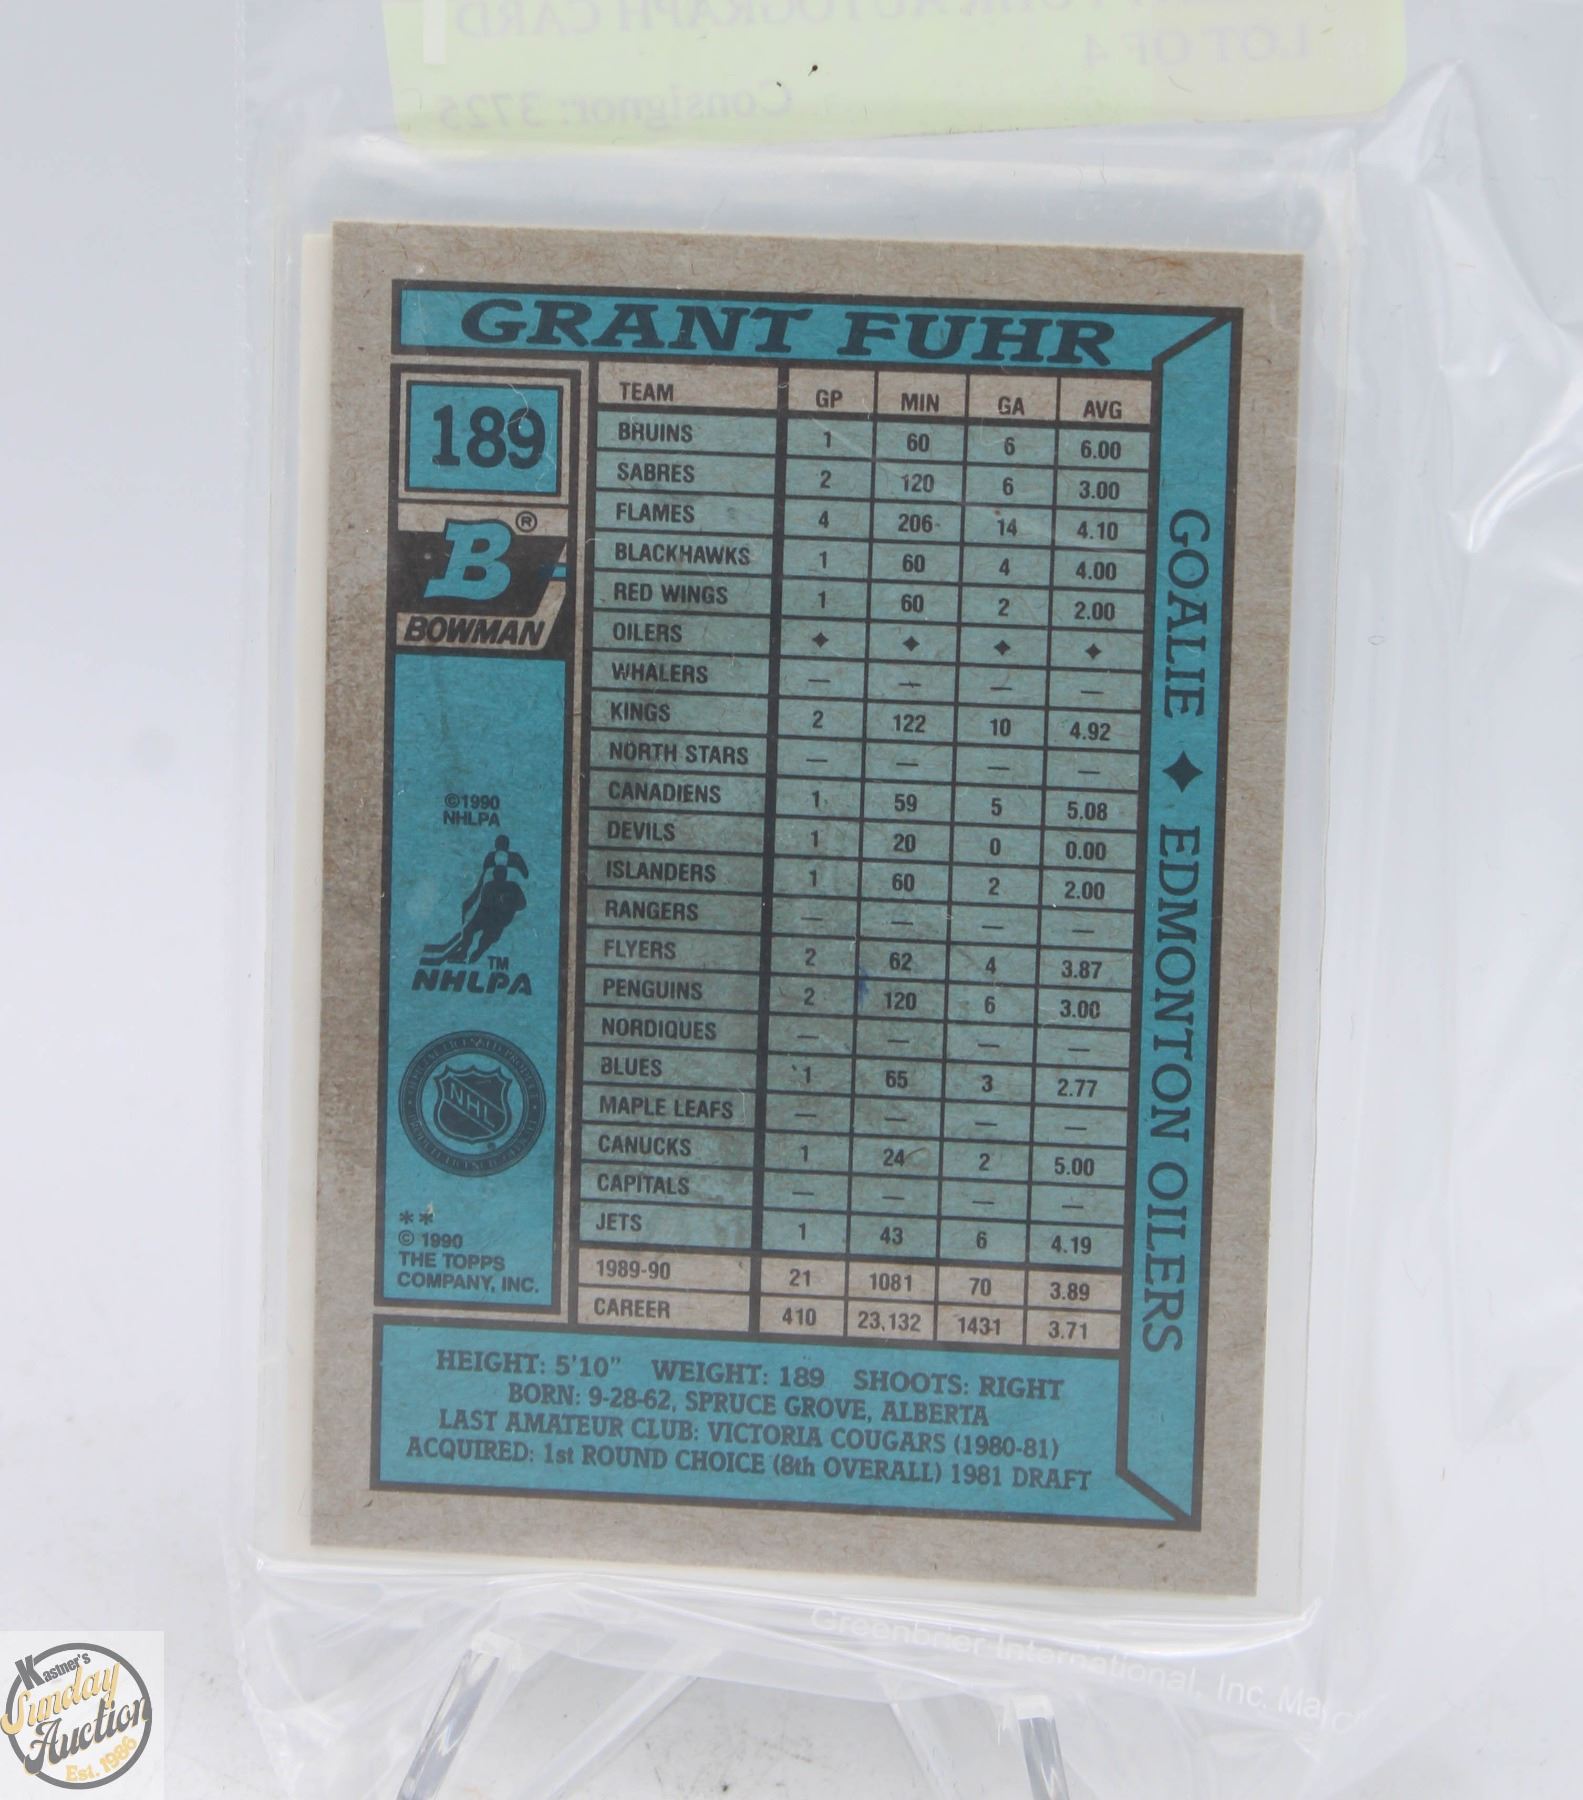 FUHR AUTOGRAPH CARD
LOT OF 4
Consignor: 3725
GRANT FUHR
189
B®
BOWMAN
TEAM GP MIN GA AVG
BRUINS 1 60 6 6.00
SABRES 2 120 6 3.00
FLAMES 4 206 14 4.10
BLACKHAWKS 1 60 4 4.00
RED WINGS 1 60 2 2.00
OILERS ✦ ✦ ✦ ✦
WHALERS — — — —
KINGS 2 122 10 4.92
NORTH STARS — — — —
CANADIENS 1 59 5 5.08
DEVILS 1 20 0 0.00
ISLANDERS 1 60 2 2.00
RANGERS — — — —
FLYERS 2 62 4 3.87
PENGUINS 2 120 6 3.00
NORDIQUES — — — —
BLUES 1 65 3 2.77
MAPLE LEAFS — — — —
CANUCKS 1 24 2 5.00
CAPITALS — — — —
JETS 1 43 6 4.19
1989-90 21 1081 70 3.89
CAREER 410 23,132 1431 3.71
GOALIE ✦ EDMONTON OILERS
©1990
NHLPA
TM
NHLPA
NHL
**
© 1990
THE TOPPS
COMPANY, INC.
HEIGHT: 5'10" WEIGHT: 189 SHOOTS: RIGHT
BORN: 9-28-62, SPRUCE GROVE, ALBERTA
LAST AMATEUR CLUB: VICTORIA COUGARS (1980-81)
ACQUIRED: 1st ROUND CHOICE (8th OVERALL) 1981 DRAFT
Greenbrier International, Inc.
Kastner's
Sunday
Auction
Est. 1986